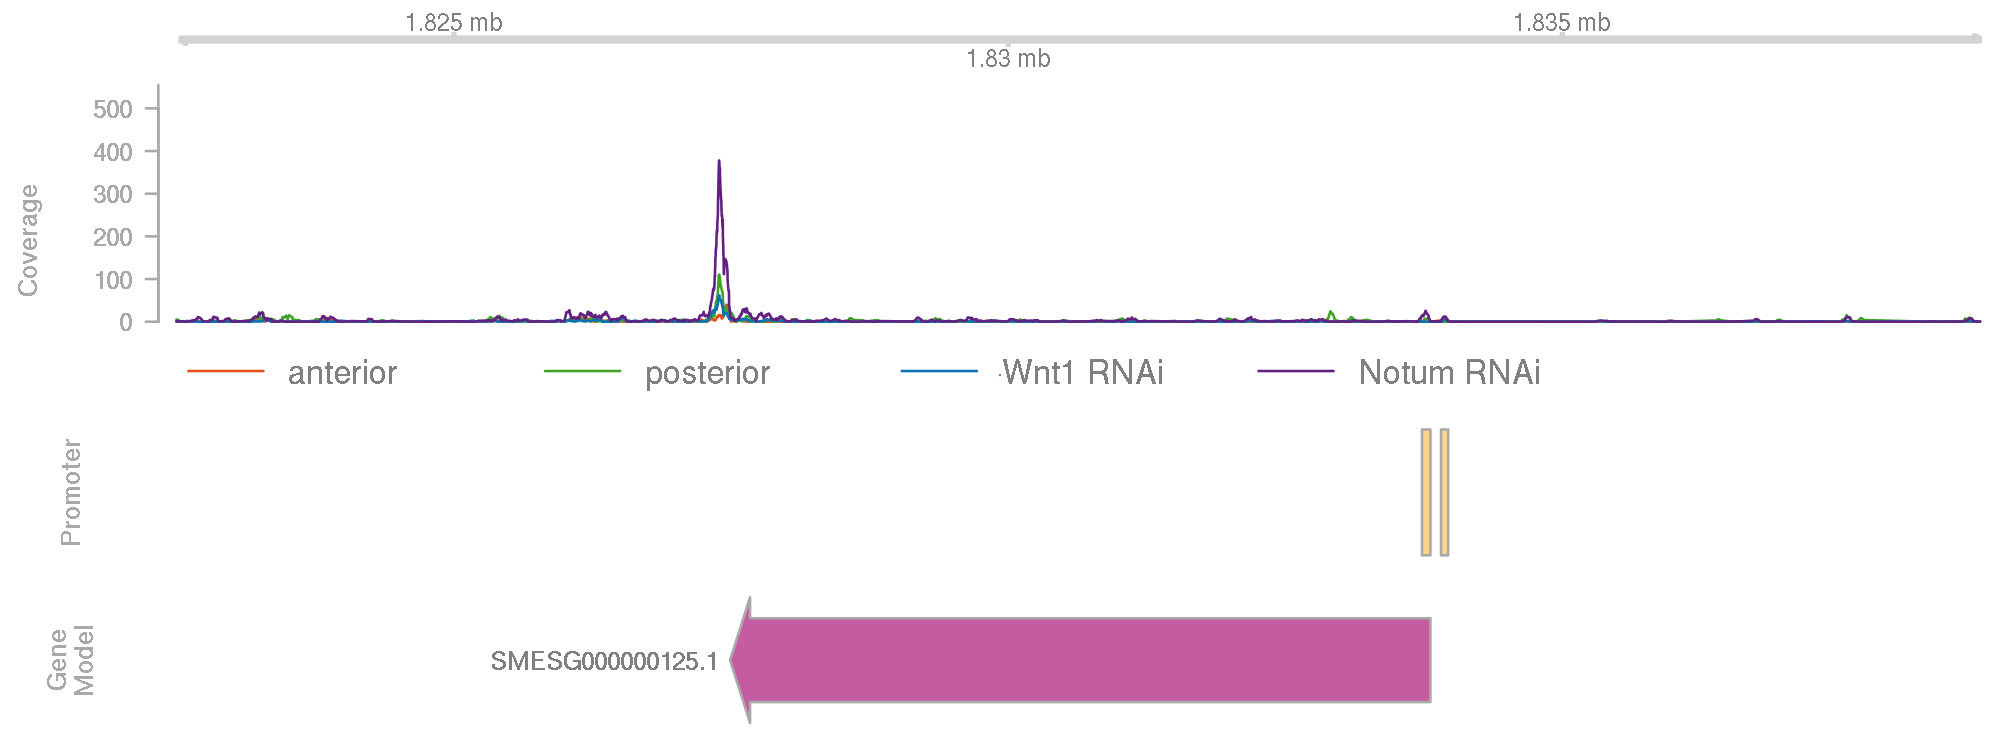 1.825 mb
1.835 mb
1.83 mb
Coverage
500
400
300
200
100
0
anterior posterior Wnt1 RNAi Notum RNAi
Promoter
Gene
Model
SMESG000000125.1